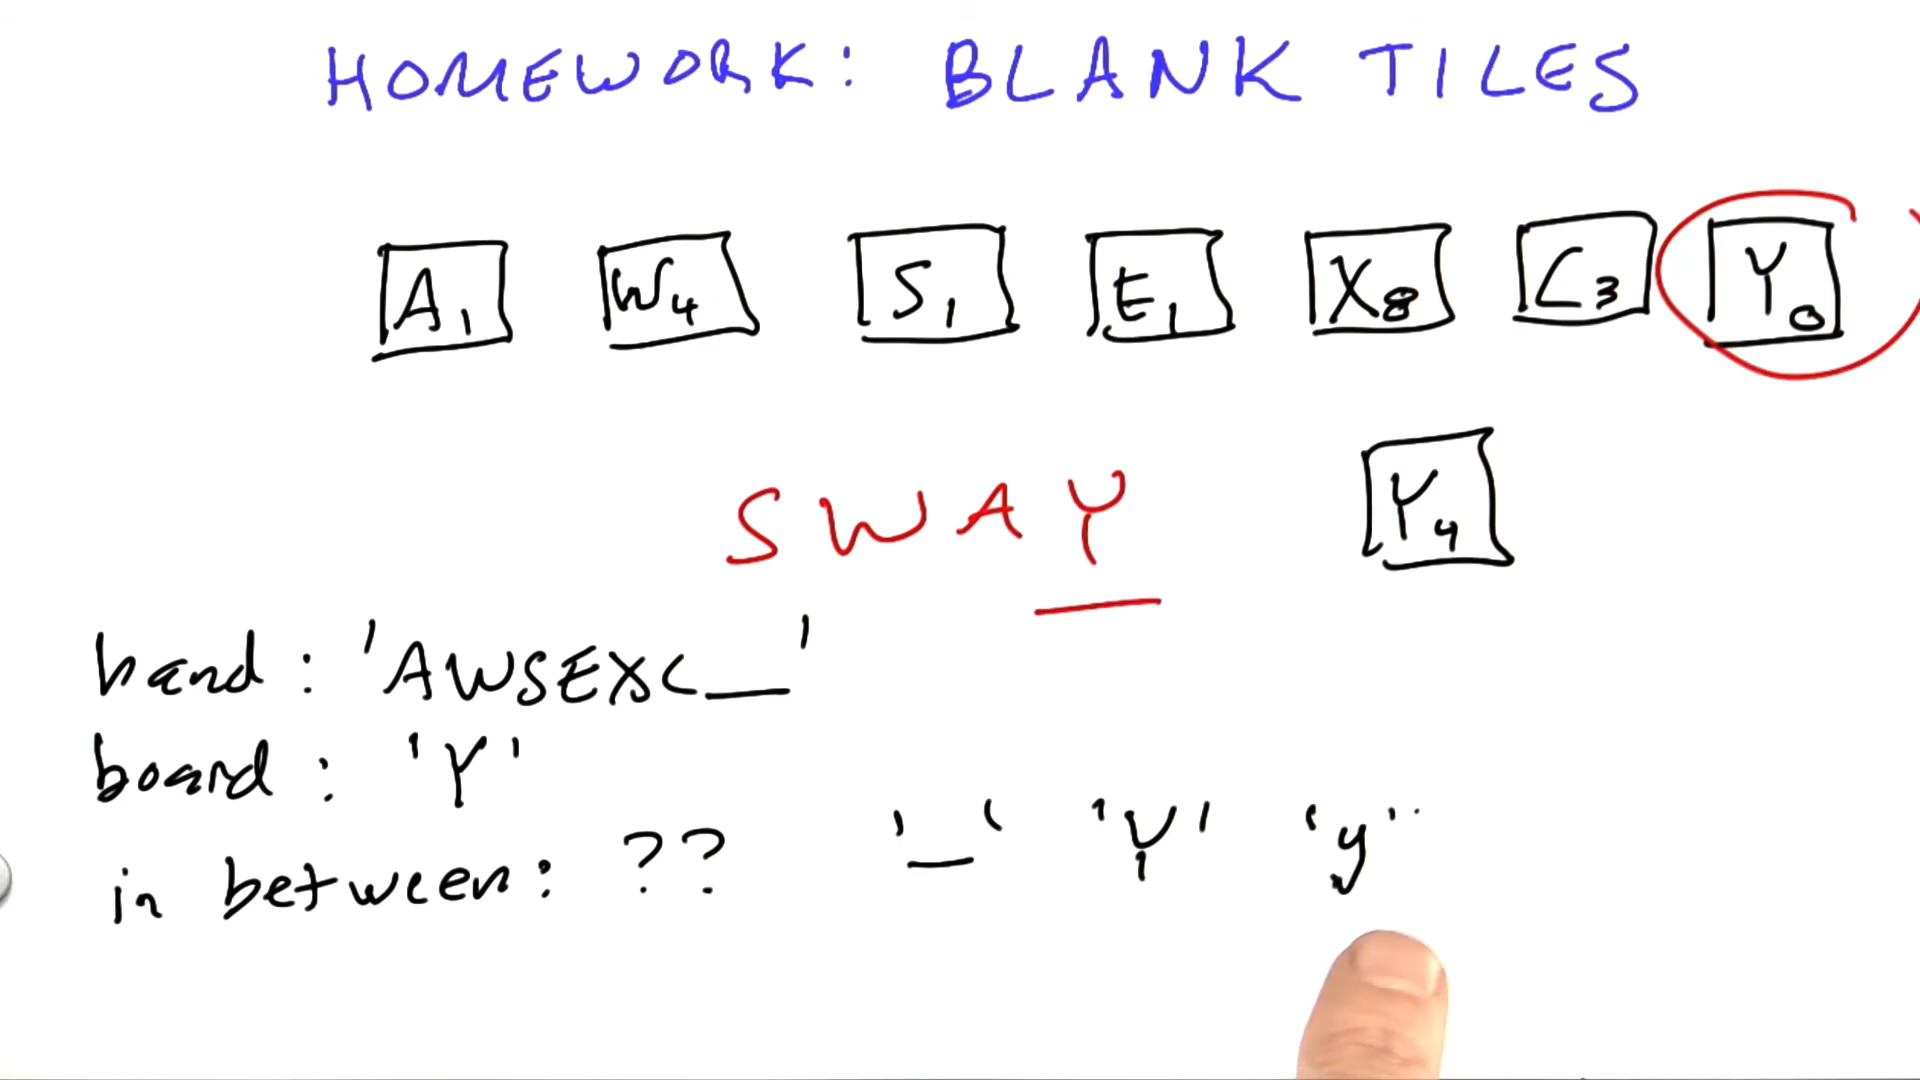 HOMEWORK: BLANK TILES
A1 W4 S1 E1 X8 C3 Y0
SWAY Y4
hand: 'AWSEXC_'
board: 'Y'
in between: ?? '_' 'Y' 'y'